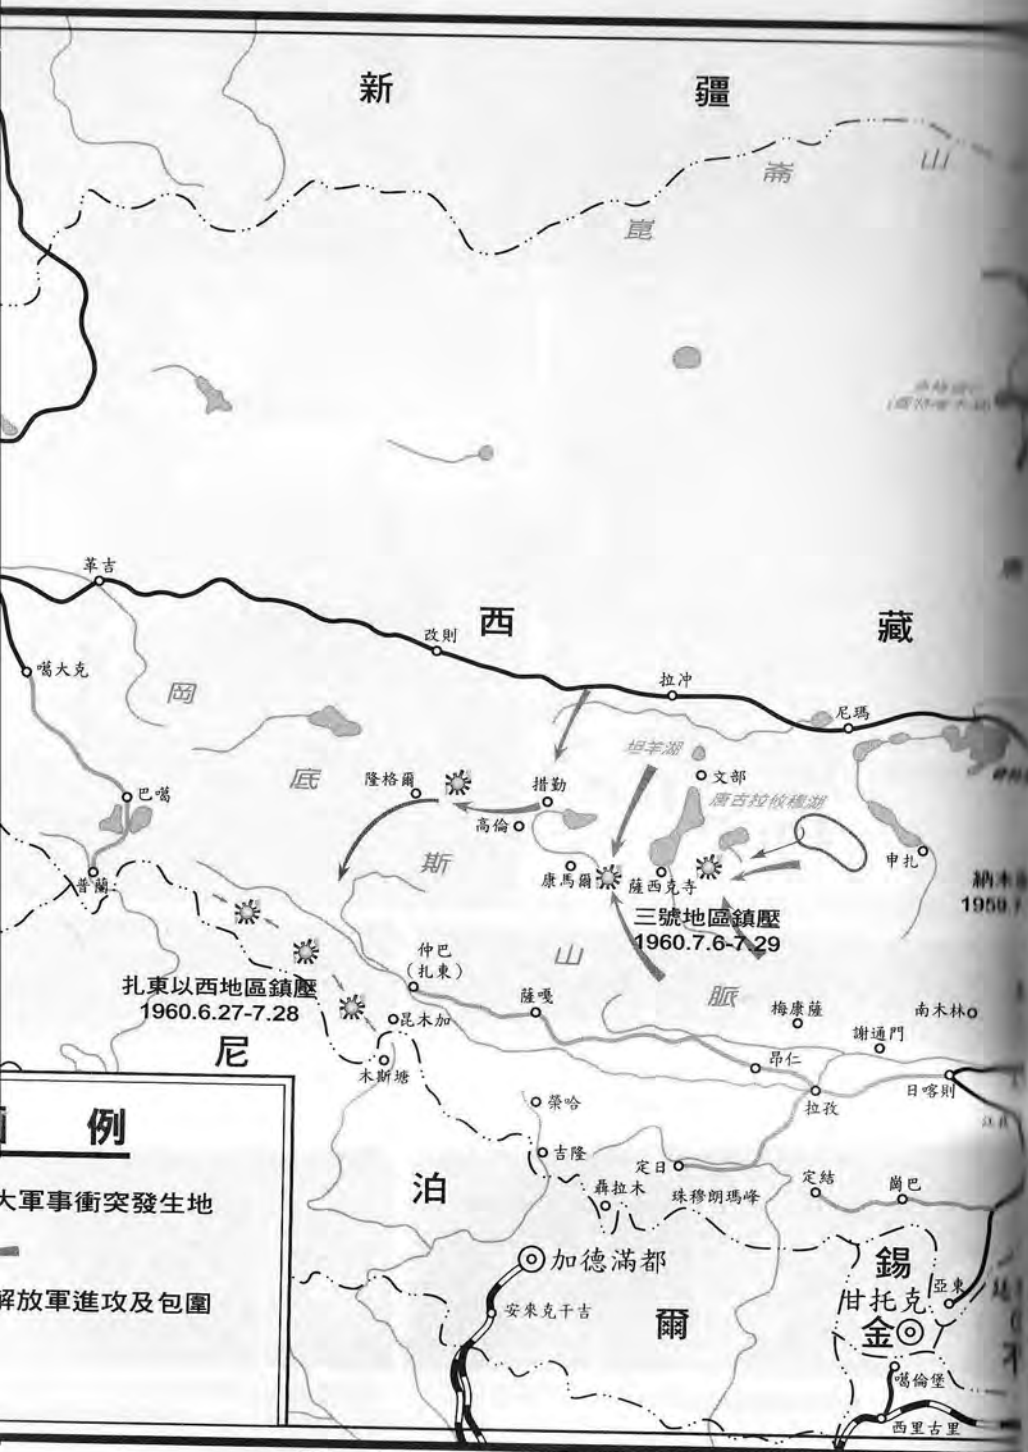 新
疆
崑
崙
山
革吉
西
藏
改則
噶大克
拉冲
尼瑪
岡
底
斯
山
脈
坦羊湖
文部
隆格爾
措勤
巴噶
高倫
申扎
康馬爾
薩西克寺
普蘭
三號地區鎮壓
1960.7.6-7.29
仲巴
(扎東)
扎東以西地區鎮壓
1960.6.27-7.28
薩嘎
梅康薩
南木林
昆木加
謝通門
尼
木斯塘
昂仁
日喀則
拉孜
榮哈
吉隆
定日
定結
崗巴
聶拉木
珠穆朗瑪峰
泊
加德滿都
錫
甘托克
亞東
金
爾
安來克干吉
噶倫堡
西里古里
例
大軍事衝突發生地
解放軍進攻及包圍